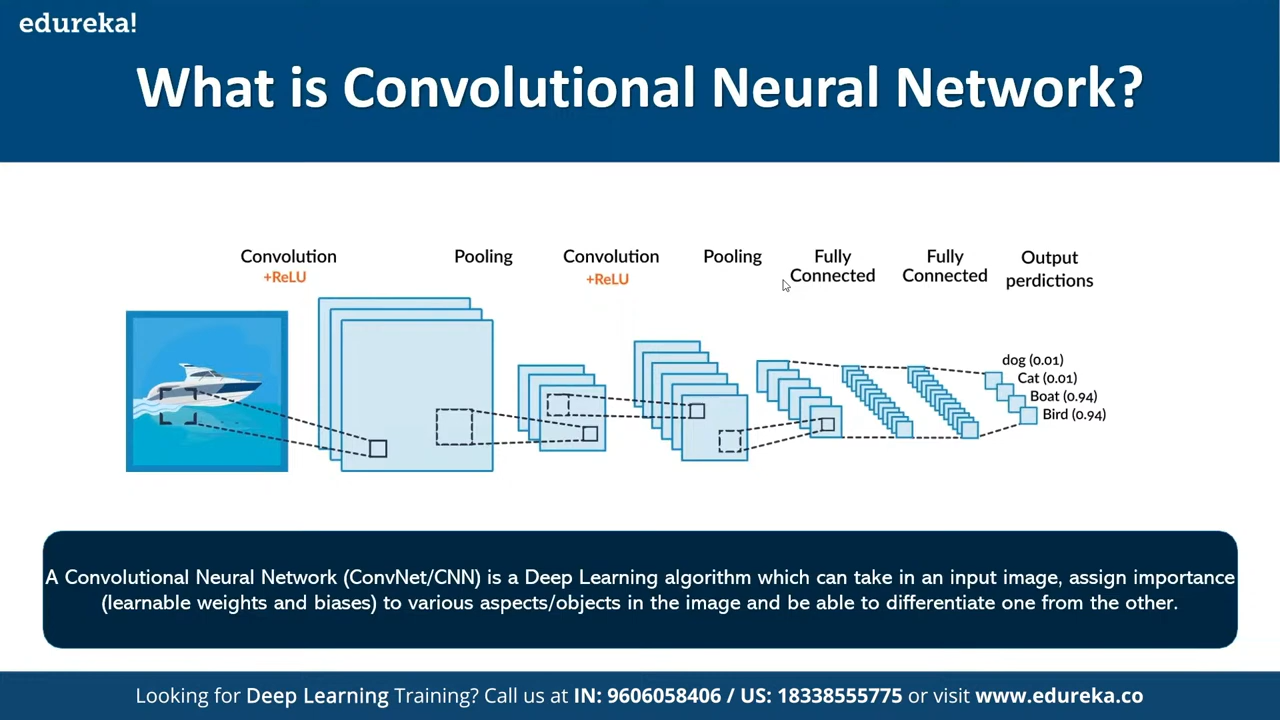 edureka!
What is Convolutional Neural Network?
Convolution
+ReLU
Pooling
Convolution
+ReLU
Pooling
Fully
Connected
Fully
Connected
Output
perdictions
dog (0.01)
Cat (0.01)
Boat (0.94)
Bird (0.94)
A Convolutional Neural Network (ConvNet/CNN) is a Deep Learning algorithm which can take in an input image, assign importance
(learnable weights and biases) to various aspects/objects in the image and be able to differentiate one from the other.
Looking for Deep Learning Training? Call us at IN: 9606058406 / US: 18338555775 or visit www.edureka.co